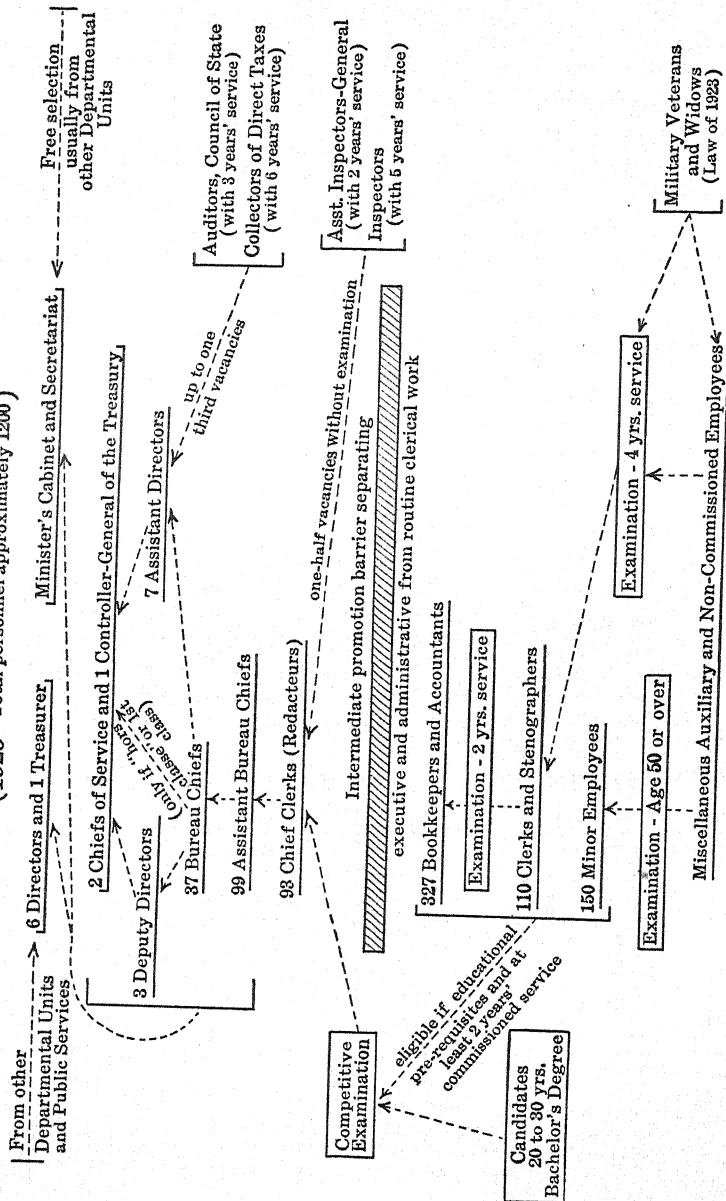 (1928 - Total personnel approximately 1200)
From other
Departmental Units
and Public Services
6 Directors and 1 Treasurer
Minister's Cabinet and Secretariat
Free selection
usually from
other Departmental
Units
2 Chiefs of Service and 1 Controller-General of the Treasury
3 Deputy Directors
(only if "hors
classe" or 1st
class)
7 Assistant Directors
up to one
third vacancies
Auditors, Council of State
(with 3 years' service)
Collectors of Direct Taxes
(with 6 years' service)
37 Bureau Chiefs
99 Assistant Bureau Chiefs
93 Chief Clerks (Redacteurs)
one-half vacancies without examination
Asst. Inspectors-General
(with 2 years' service)
Inspectors
(with 5 years' service)
Intermediate promotion barrier separating
executive and administrative from routine clerical work
Competitive
Examination
eligible if educational
pre-requisites and at
least 2 years'
commissioned service
Candidates
20 to 30 yrs.
Bachelor's Degree
327 Bookkeepers and Accountants
Examination - 2 yrs. service
110 Clerks and Stenographers
150 Minor Employees
Examination - Age 50 or over
Examination - 4 yrs. service
Military Veterans
and Widows
(Law of 1923)
Miscellaneous Auxiliary and Non-Commissioned Employees